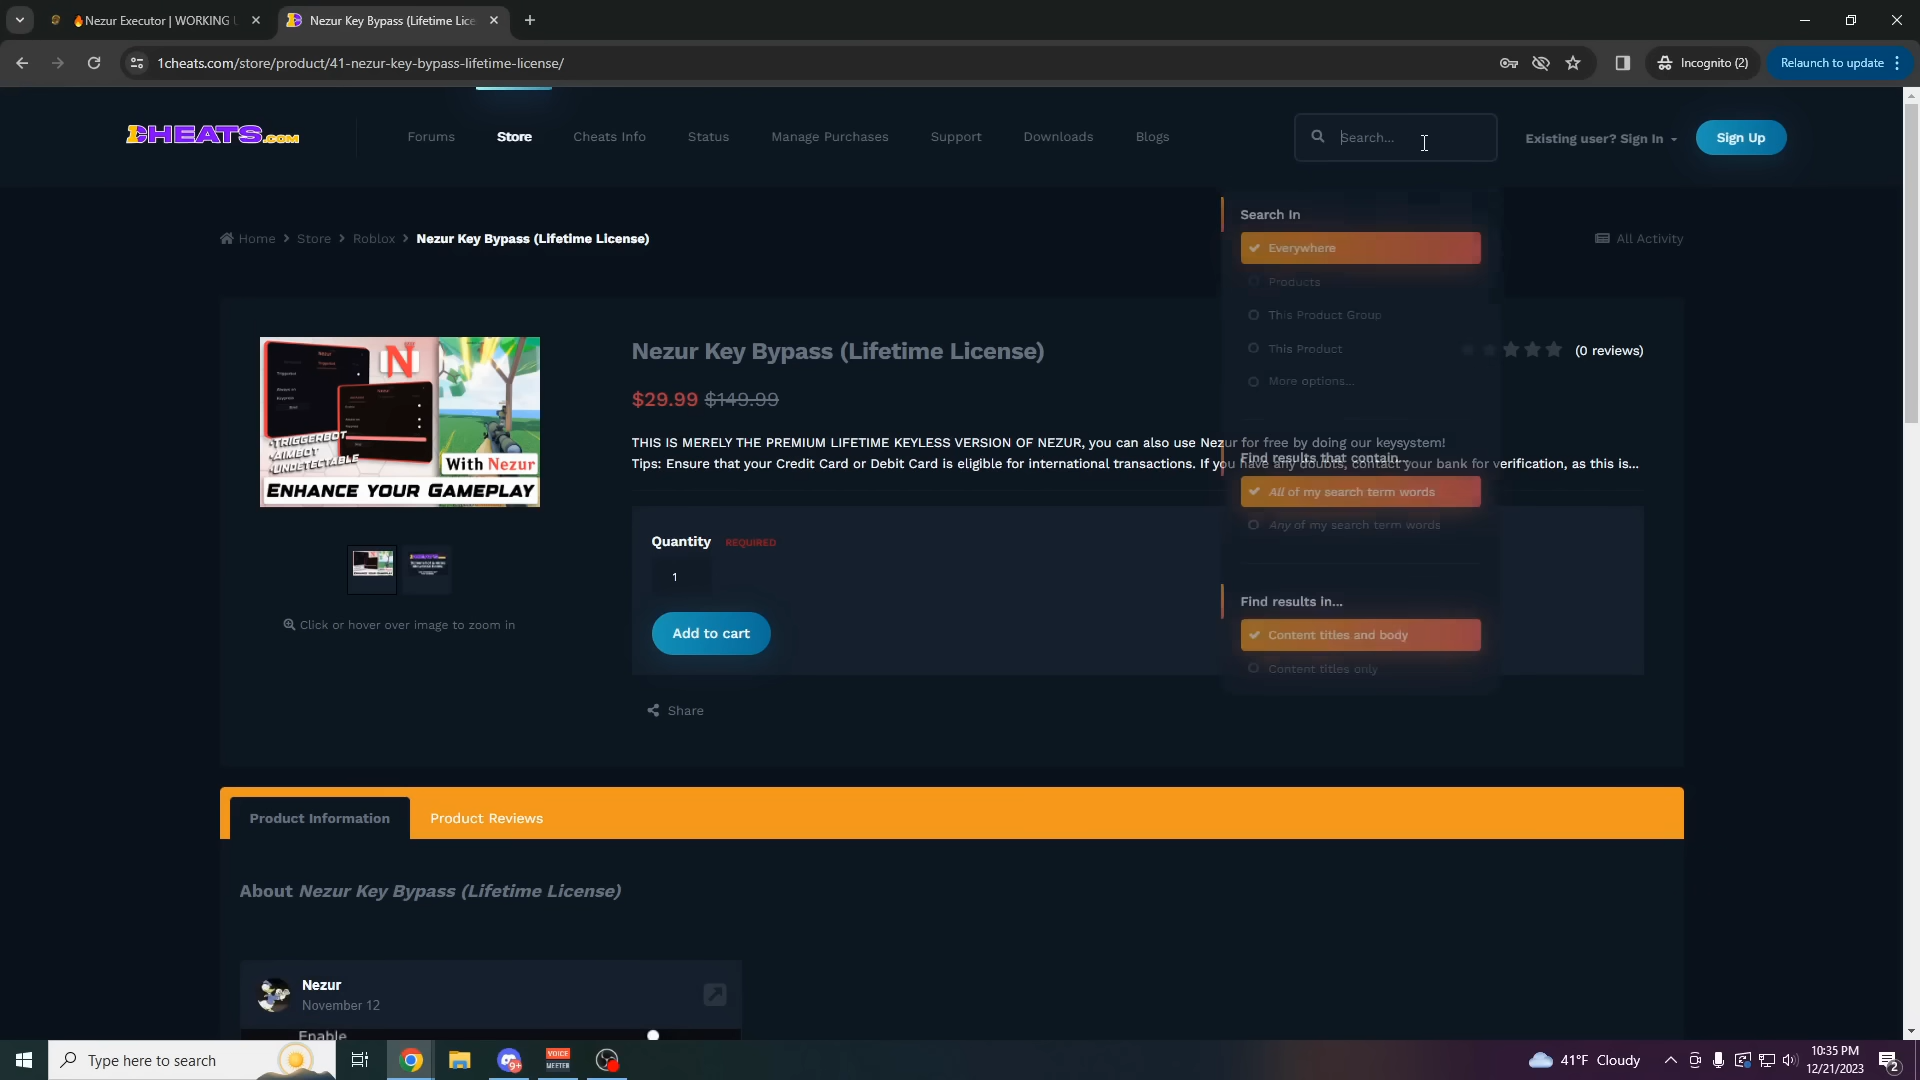 🔥Nezur Executor | WORKING
Nezur Key Bypass (Lifetime Lice
1cheats.com/store/product/41-nezur-key-bypass-lifetime-license/
Incognito (2)
Relaunch to update
1CHEATS.COM
Forums
Store
Cheats Info
Status
Manage Purchases
Support
Downloads
Blogs
Search...
Existing user? Sign In
Sign Up
Home
Store
Roblox
Nezur Key Bypass (Lifetime License)
All Activity
Search In
Everywhere
Products
This Product Group
This Product
More options...
Find results that contain...
All of my search term words
Any of my search term words
Find results in...
Content titles and body
Content titles only
Nezur Key Bypass (Lifetime License)
(0 reviews)
$29.99 $149.99
THIS IS MERELY THE PREMIUM LIFETIME KEYLESS VERSION OF NEZUR, you can also use Nezur for free by doing our keysystem!
Tips: Ensure that your Credit Card or Debit Card is eligible for international transactions. If you have any doubts, contact your bank for verification, as this is...
N
•TRIGGERBOT
•AIMBOT
•UNDETECTABLE
With Nezur
ENHANCE YOUR GAMEPLAY
Click or hover over image to zoom in
Quantity REQUIRED
1
Add to cart
Share
Product Information
Product Reviews
About Nezur Key Bypass (Lifetime License)
Nezur
November 12
Enable
Type here to search
9+
VOICE
MEETER
41°F Cloudy
10:35 PM
12/21/2023
2